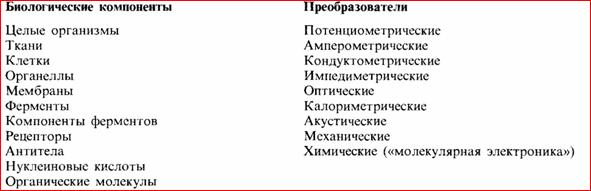 Биологические компоненты Преобразователи
Целые организмы Потенциометрические
Ткани Амперометрические
Клетки Кондуктометрические
Органеллы Импедиметрические
Мембраны Оптические
Ферменты Калориметрические
Компоненты ферментов Акустические
Рецепторы Механические
Антитела Химические («молекулярная электроника»)
Нуклеиновые кислоты
Органические молекулы